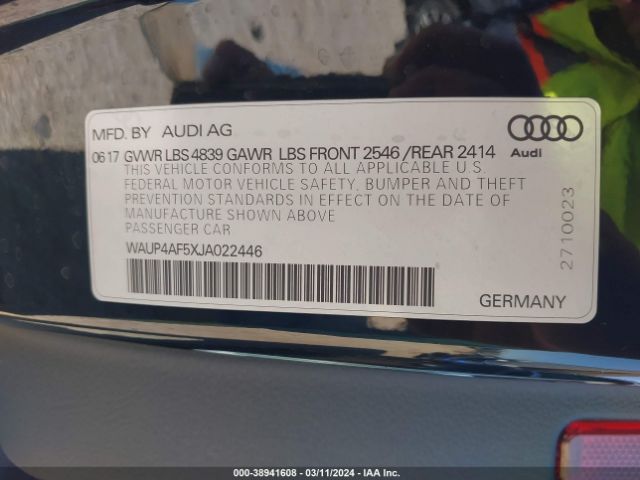 MFD. BY AUDI AG
06 17 GVWR LBS 4839 GAWR LBS FRONT 2546 /REAR 2414
Audi
THIS VEHICLE CONFORMS TO ALL APPLICABLE U.S.
FEDERAL MOTOR VEHICLE SAFETY, BUMPER AND THEFT
PREVENTION STANDARDS IN EFFECT ON THE DATE OF
MANUFACTURE SHOWN ABOVE
PASSENGER CAR
WAUP4AF5XJA022446
2710023
GERMANY
000-38941608 - 03/11/2024 - IAA Holdings, LLC